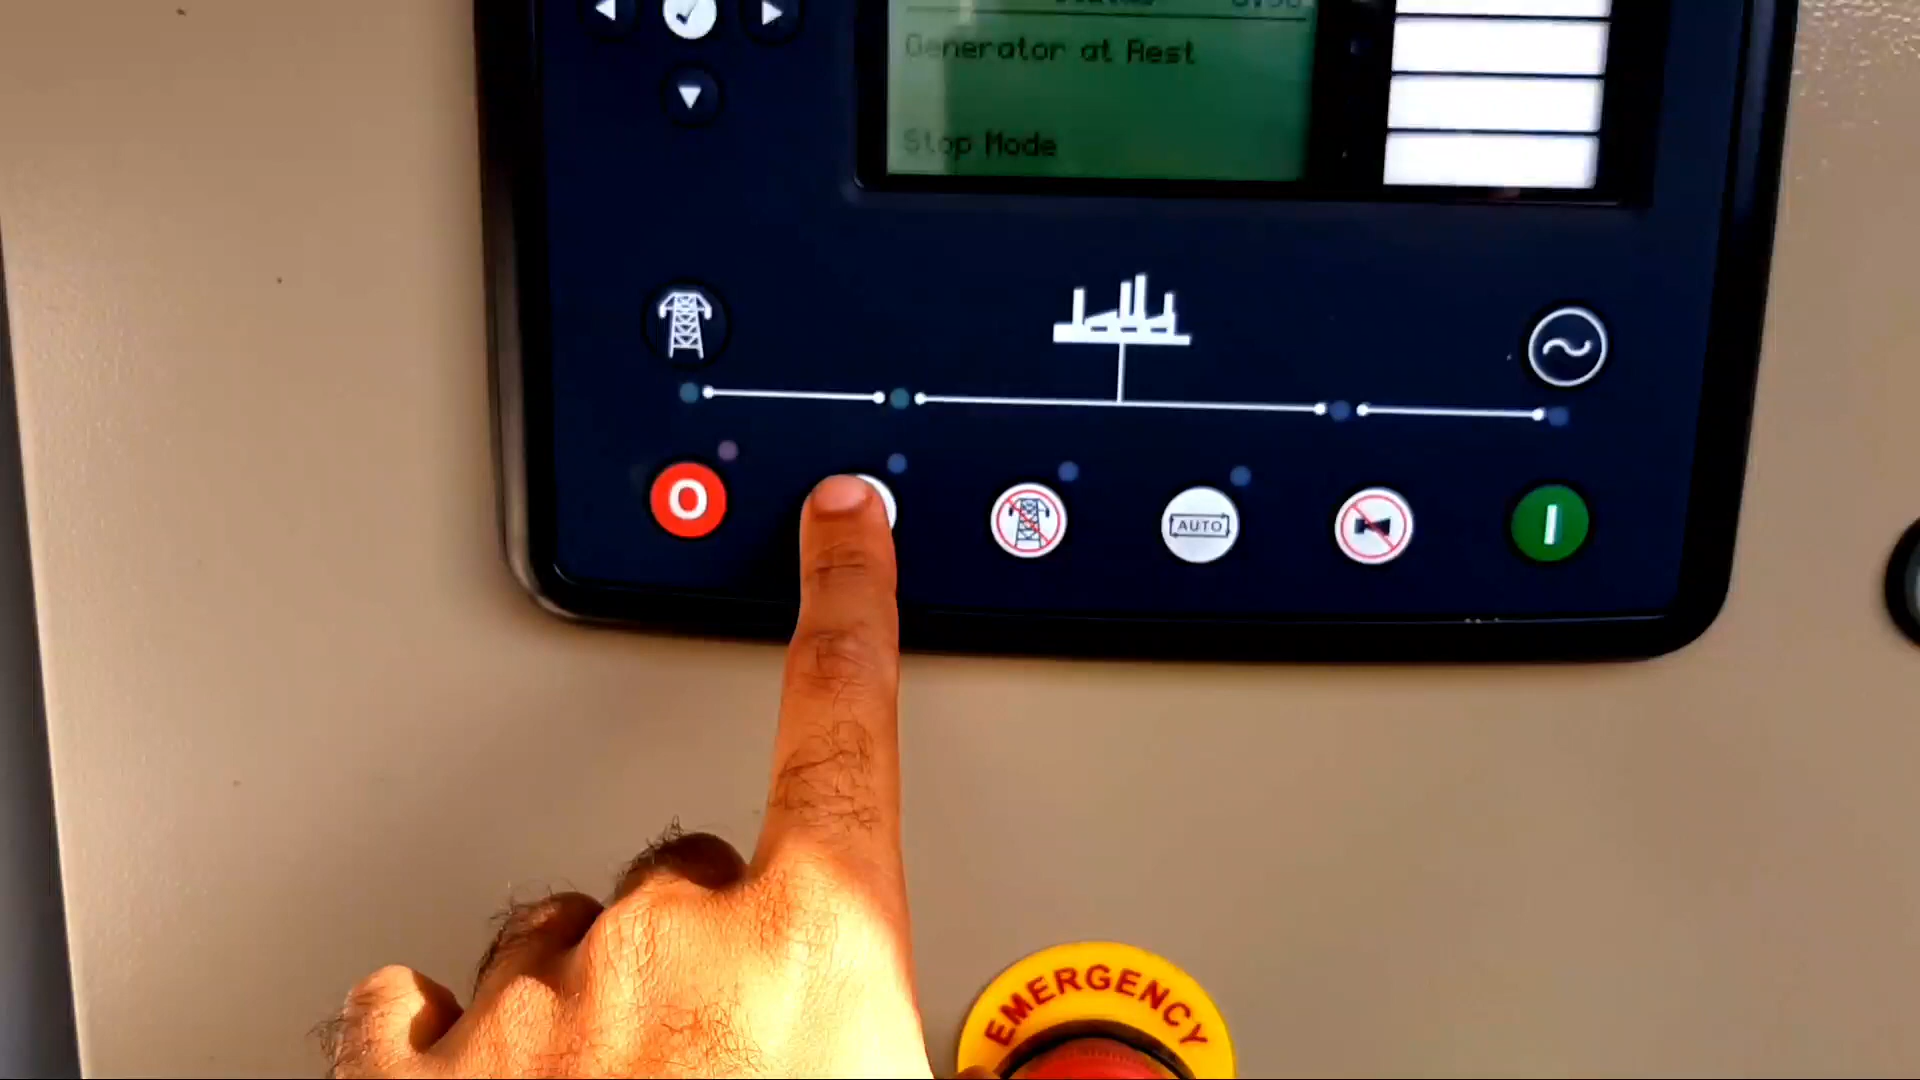 Generator at Rest
Stop Mode
O
AUTO
I
EMERGENCY